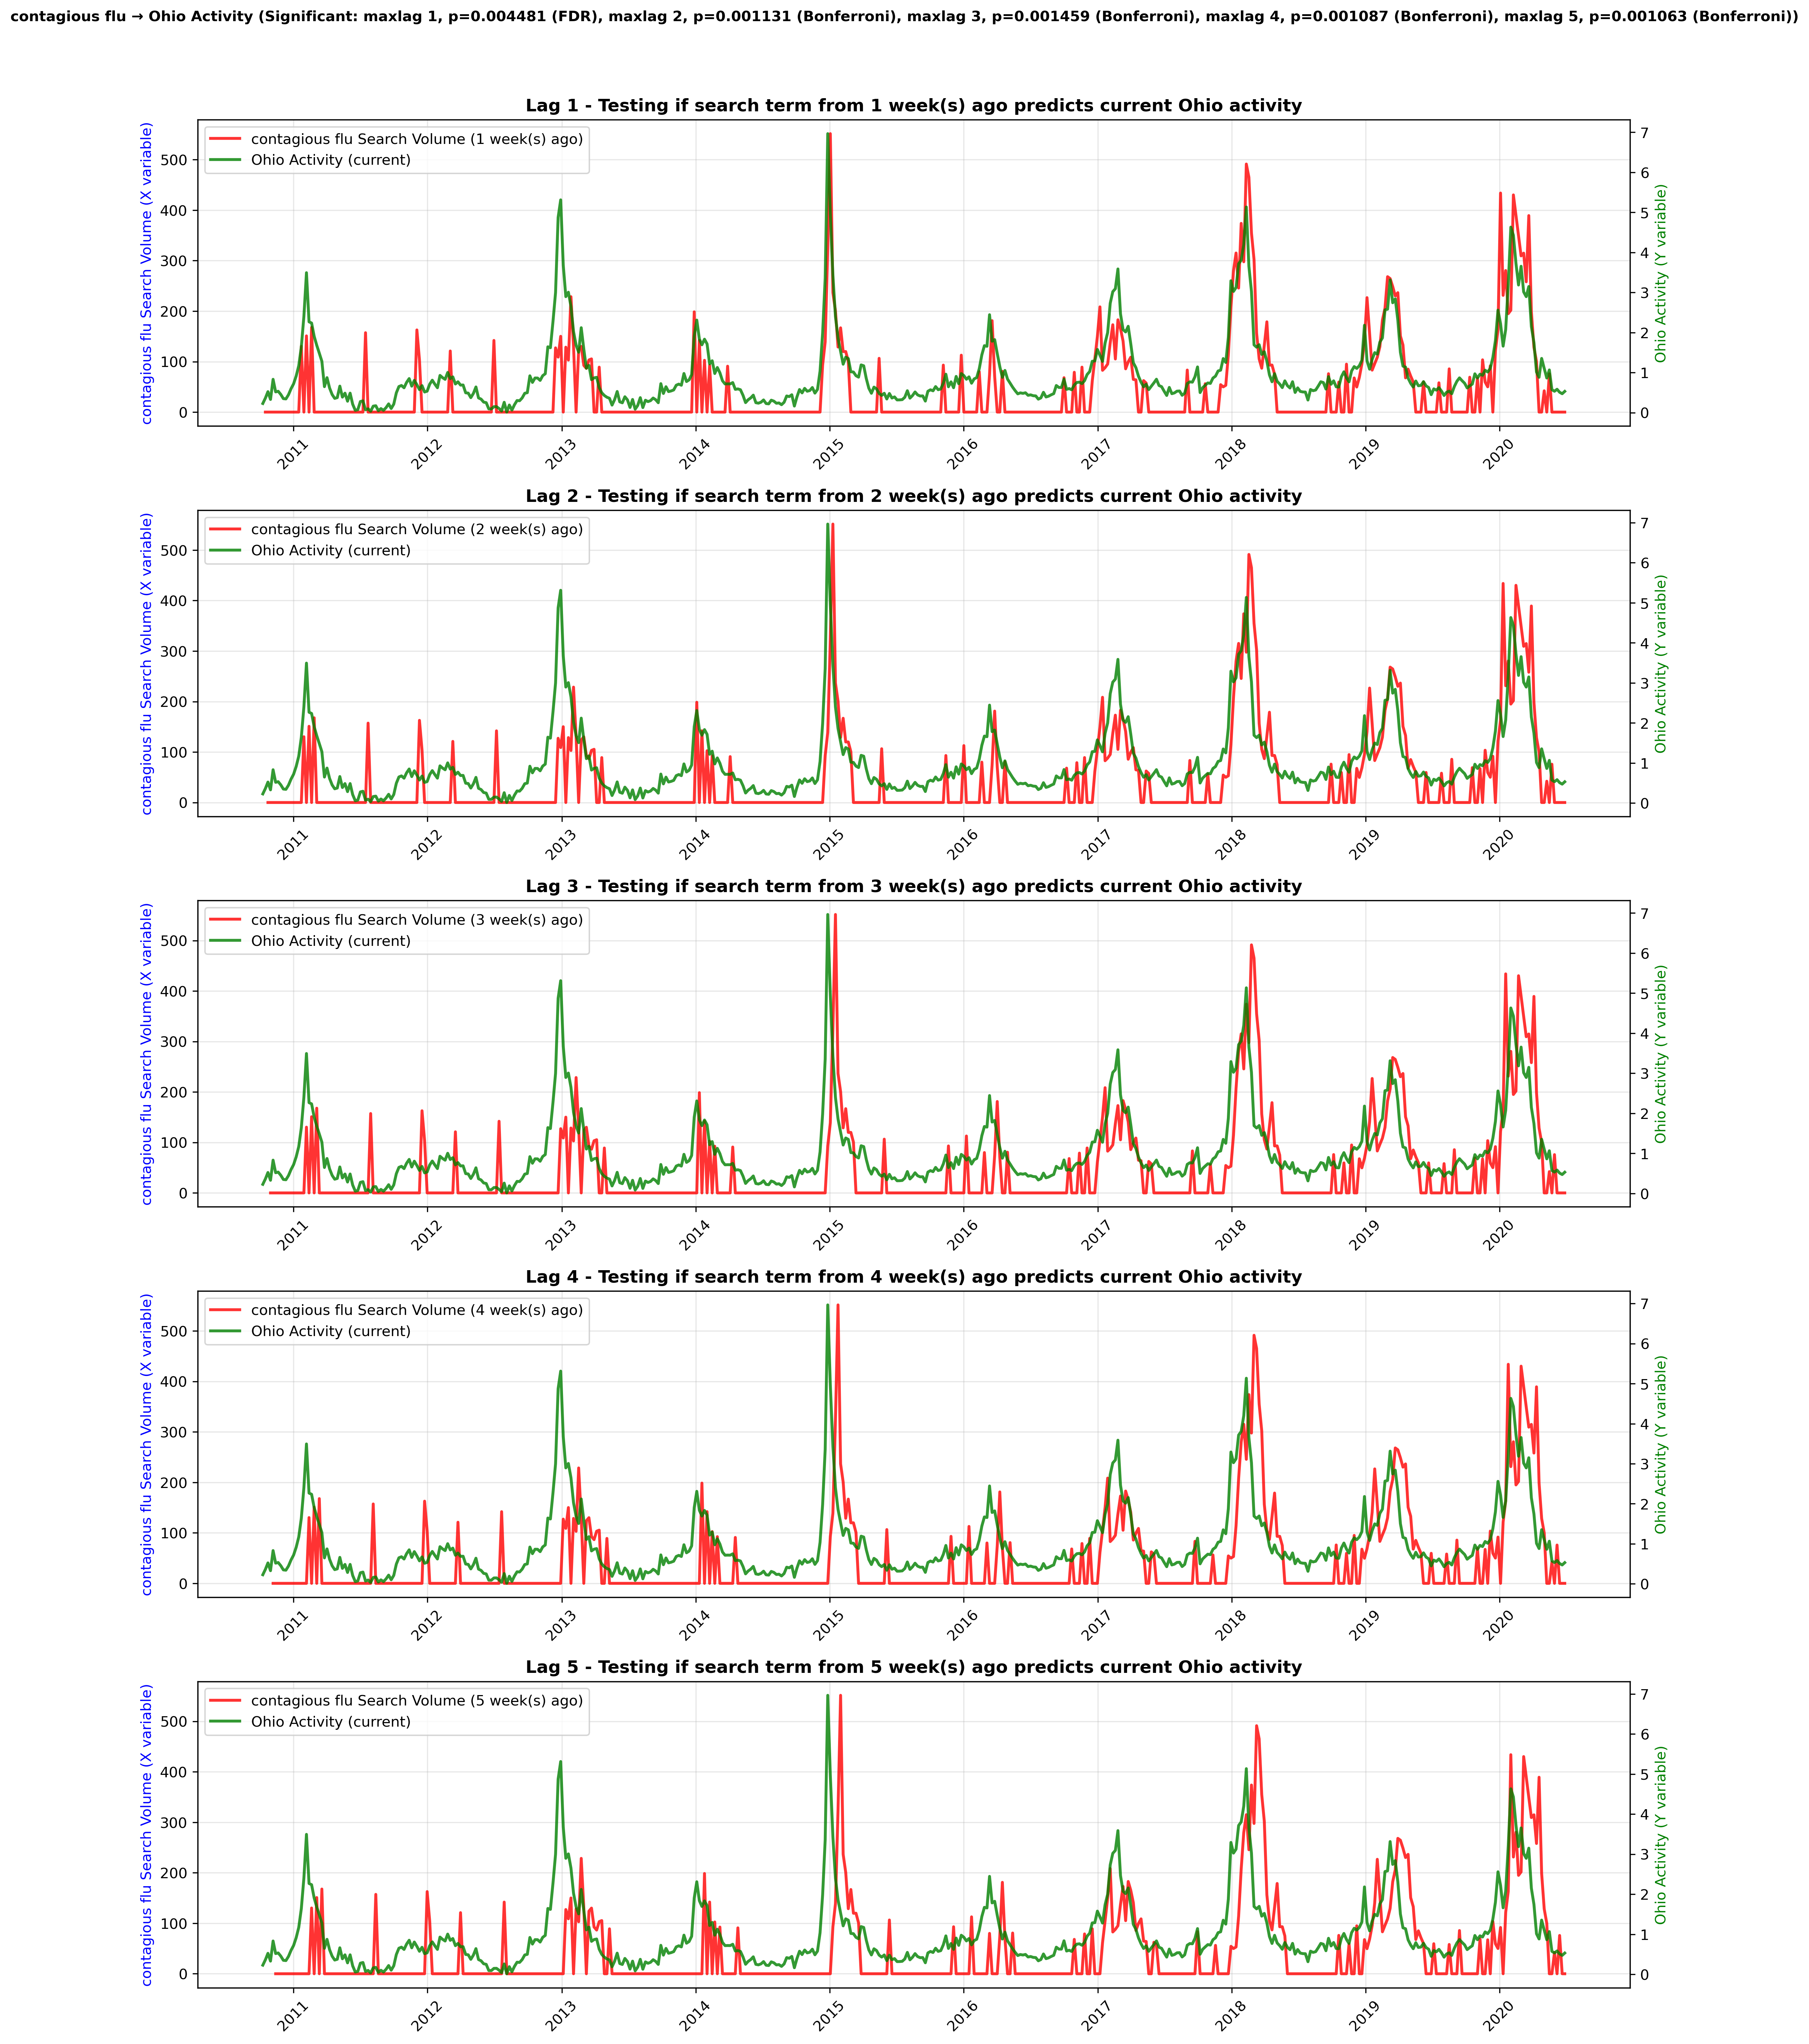 contagious flu → Ohio Activity (Significant: maxlag 1, p=0.004481 (FDR), maxlag 2, p=0.001131 (Bonferroni), maxlag 3, p=0.001459 (Bonferroni), maxlag 4, p=0.001087 (Bonferroni), maxlag 5, p=0.001063 (Bonferroni))
Lag 1 - Testing if search term from 1 week(s) ago predicts current Ohio activity
contagious flu Search Volume (1 week(s) ago)
Ohio Activity (current)
contagious flu Search Volume (X variable)
500
400
300
200
100
0
7
6
5
4
3
2
1
0
Ohio Activity (Y variable)
2011 2012 2013 2014 2015 2016 2017 2018 2019 2020
Lag 2 - Testing if search term from 2 week(s) ago predicts current Ohio activity
contagious flu Search Volume (2 week(s) ago)
Ohio Activity (current)
contagious flu Search Volume (X variable)
500
400
300
200
100
0
7
6
5
4
3
2
1
0
Ohio Activity (Y variable)
2011 2012 2013 2014 2015 2016 2017 2018 2019 2020
Lag 3 - Testing if search term from 3 week(s) ago predicts current Ohio activity
contagious flu Search Volume (3 week(s) ago)
Ohio Activity (current)
contagious flu Search Volume (X variable)
500
400
300
200
100
0
7
6
5
4
3
2
1
0
Ohio Activity (Y variable)
2011 2012 2013 2014 2015 2016 2017 2018 2019 2020
Lag 4 - Testing if search term from 4 week(s) ago predicts current Ohio activity
contagious flu Search Volume (4 week(s) ago)
Ohio Activity (current)
contagious flu Search Volume (X variable)
500
400
300
200
100
0
7
6
5
4
3
2
1
0
Ohio Activity (Y variable)
2011 2012 2013 2014 2015 2016 2017 2018 2019 2020
Lag 5 - Testing if search term from 5 week(s) ago predicts current Ohio activity
contagious flu Search Volume (5 week(s) ago)
Ohio Activity (current)
contagious flu Search Volume (X variable)
500
400
300
200
100
0
7
6
5
4
3
2
1
0
Ohio Activity (Y variable)
2011 2012 2013 2014 2015 2016 2017 2018 2019 2020